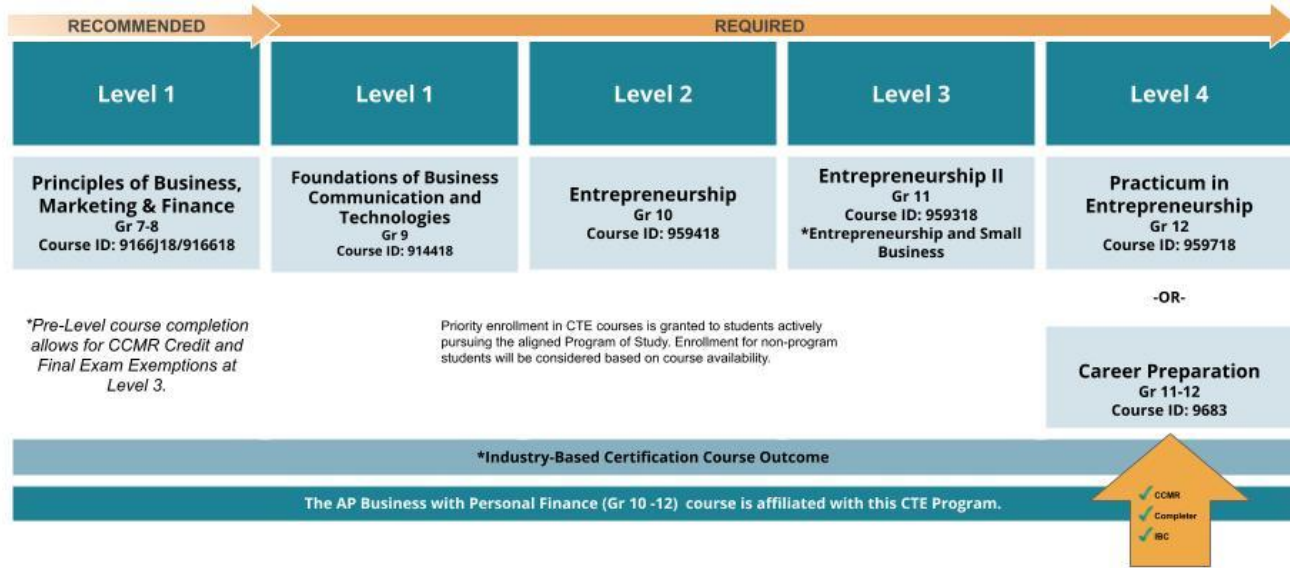 RECOMMENDED
REQUIRED
Level 1
Level 1
Level 2
Level 3
Level 4
Principles of Business,
Marketing & Finance
Gr 7-8
Course ID: 9166J18/916618
Foundations of Business
Communication and
Technologies
Gr 9
Course ID: 914418
Entrepreneurship
Gr 10
Course ID: 959418
Entrepreneurship II
Gr 11
Course ID: 959318
*Entrepreneurship and Small
Business
Practicum in
Entrepreneurship
Gr 12
Course ID: 959718
-OR-
*Pre-Level course completion
allows for CCMR Credit and
Final Exam Exemptions at
Level 3.
Priority enrollment in CTE courses is granted to students actively
pursuing the aligned Program of Study. Enrollment for non-program
students will be considered based on course availability.
Career Preparation
Gr 11-12
Course ID: 9683
*Industry-Based Certification Course Outcome
The AP Business with Personal Finance (Gr 10 -12) course is affiliated with this CTE Program.
CCMR
Completer
IBC